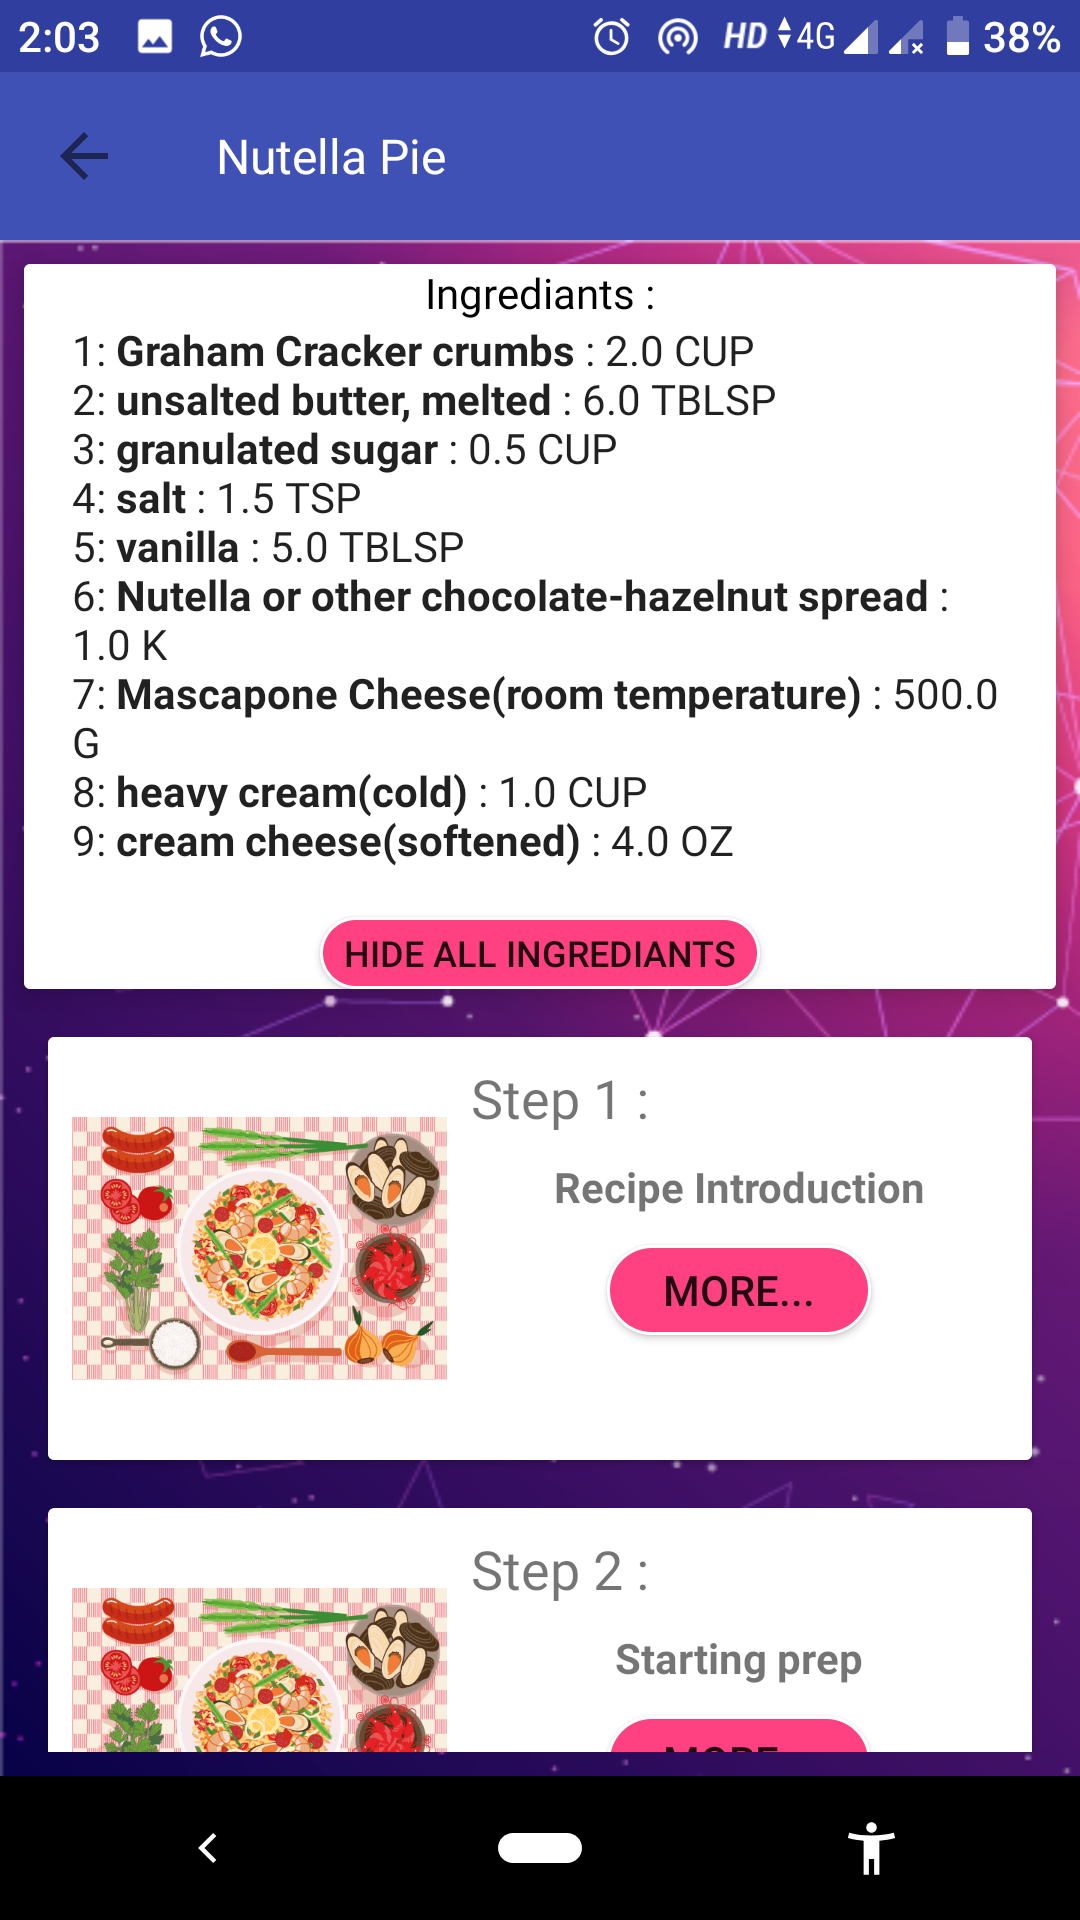 2:03 HD 4G 38%
Nutella Pie
Ingrediants :
1: Graham Cracker crumbs : 2.0 CUP
2: unsalted butter, melted : 6.0 TBLSP
3: granulated sugar : 0.5 CUP
4: salt : 1.5 TSP
5: vanilla : 5.0 TBLSP
6: Nutella or other chocolate-hazelnut spread :
1.0 K
7: Mascapone Cheese(room temperature) : 500.0
G
8: heavy cream(cold) : 1.0 CUP
9: cream cheese(softened) : 4.0 OZ
HIDE ALL INGREDIANTS
Step 1 :
Recipe Introduction
MORE...
Step 2 :
Starting prep